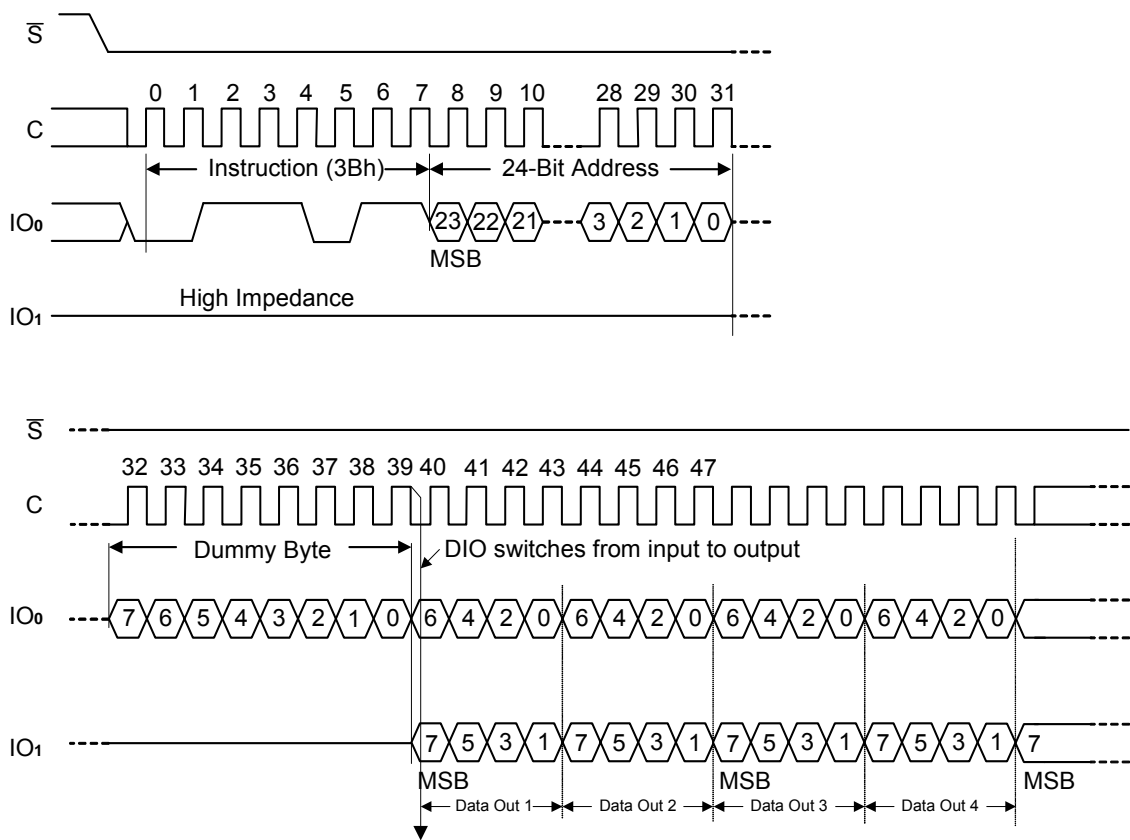 S
0 1 2 3 4 5 6 7 8 9 10 28 29 30 31
C
Instruction (3Bh) 24-Bit Address
IO0 23 22 21 3 2 1 0
MSB
High Impedance
IO1
S
32 33 34 35 36 37 38 39 40 41 42 43 44 45 46 47
C
Dummy Byte DIO switches from input to output
IO0 7 6 5 4 3 2 1 0 6 4 2 0 6 4 2 0 6 4 2 0 6 4 2 0
IO1 7 5 3 1 7 5 3 1 7 5 3 1 7 5 3 1 7
MSB MSB MSB
Data Out 1 Data Out 2 Data Out 3 Data Out 4